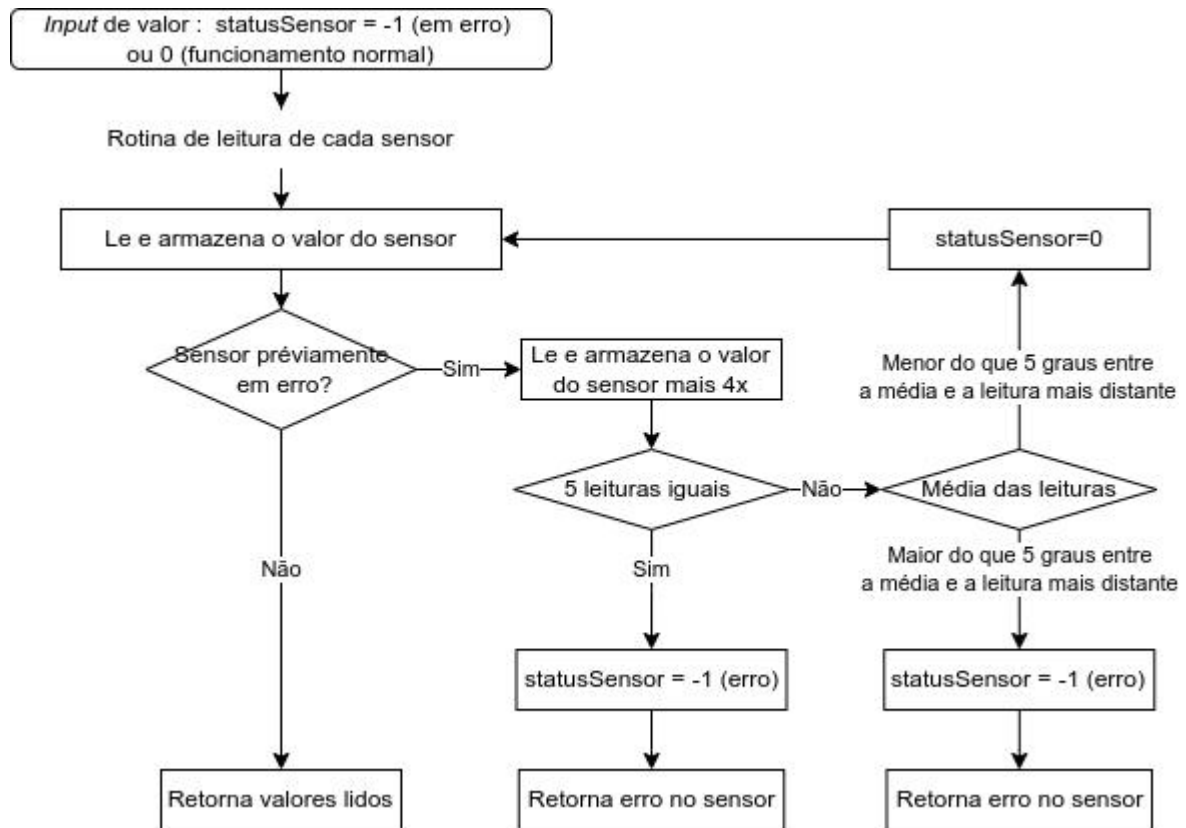 Input de valor :  statusSensor = -1 (em erro)
ou 0 (funcionamento normal)
Rotina de leitura de cada sensor
Le e armazena o valor do sensor
statusSensor=0
Sensor préviamente
em erro?
Sim
Le e armazena o valor
do sensor mais 4x
Menor do que 5 graus entre
a média e a leitura mais distante
5 leituras iguais
Não
Média das leituras
Não
Sim
Maior do que 5 graus entre
a média e a leitura mais distante
statusSensor = -1 (erro)
statusSensor = -1 (erro)
Retorna valores lidos
Retorna erro no sensor
Retorna erro no sensor